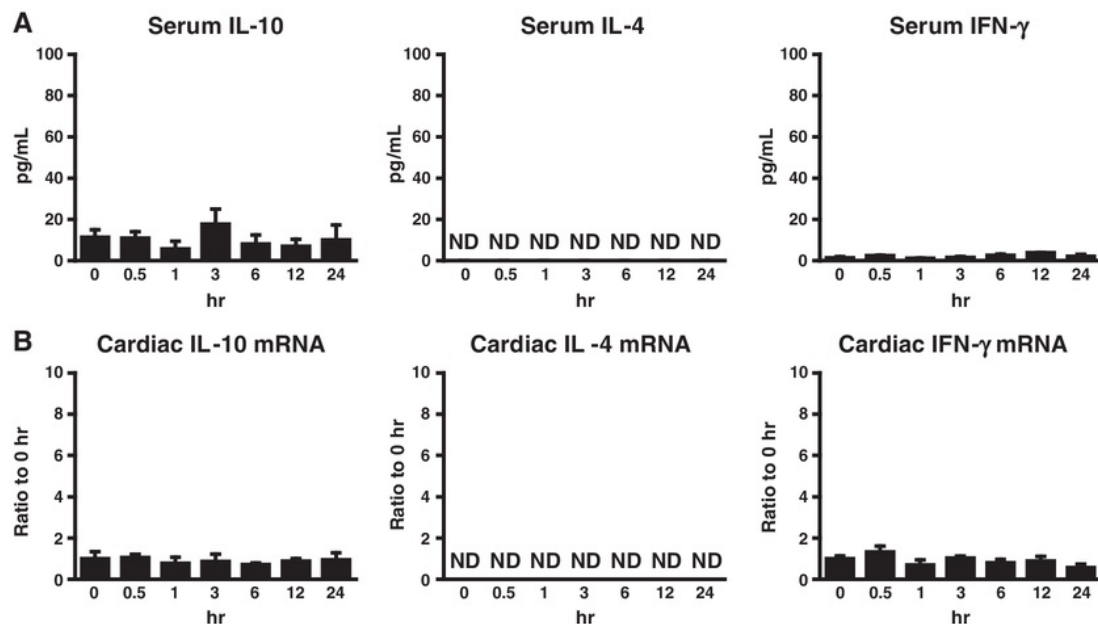 A
Serum IL-10
Serum IL-4
Serum IFN-γ
pg/mL
100
80
60
40
20
0
0 0.5 1 3 6 12 24
hr
pg/mL
100
80
60
40
20
0
ND ND ND ND ND ND ND
0 0.5 1 3 6 12 24
hr
pg/mL
100
80
60
40
20
0
0 0.5 1 3 6 12 24
hr
B
Cardiac IL-10 mRNA
Cardiac IL -4 mRNA
Cardiac IFN-γ mRNA
Ratio to 0 hr
10
8
6
4
2
0
0 0.5 1 3 6 12 24
hr
Ratio to 0 hr
10
8
6
4
2
0
ND ND ND ND ND ND ND
0 0.5 1 3 6 12 24
hr
Ratio to 0 hr
10
8
6
4
2
0
0 0.5 1 3 6 12 24
hr